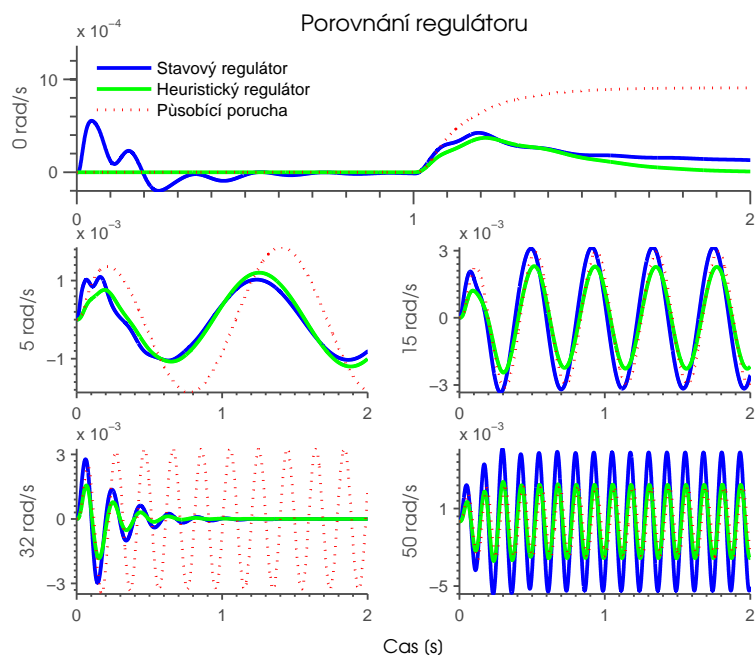 Porovnání regulátoru
x 10⁻⁴
10
0
0 rad/s
Stavový regulátor
Heuristický regulátor
Pùsobící porucha
0
1
2
x 10⁻³
1
−1
5 rad/s
0
1
2
x 10⁻³
3
0
−3
15 rad/s
0
1
2
x 10⁻³
3
0
−3
32 rad/s
0
1
2
x 10⁻³
1
−5
50 rad/s
0
1
2
Cas (s)